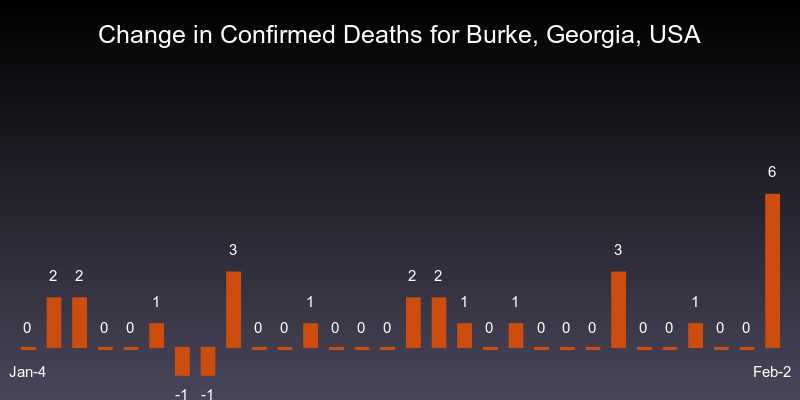 Change in Confirmed Deaths for Burke, Georgia, USA
6
3 3
2 2 2 2
1 1 1 1 1
0 0 0 0 0 0 0 0 0 0 0 0 0 0 0 0
Jan-4 Feb-2
-1 -1